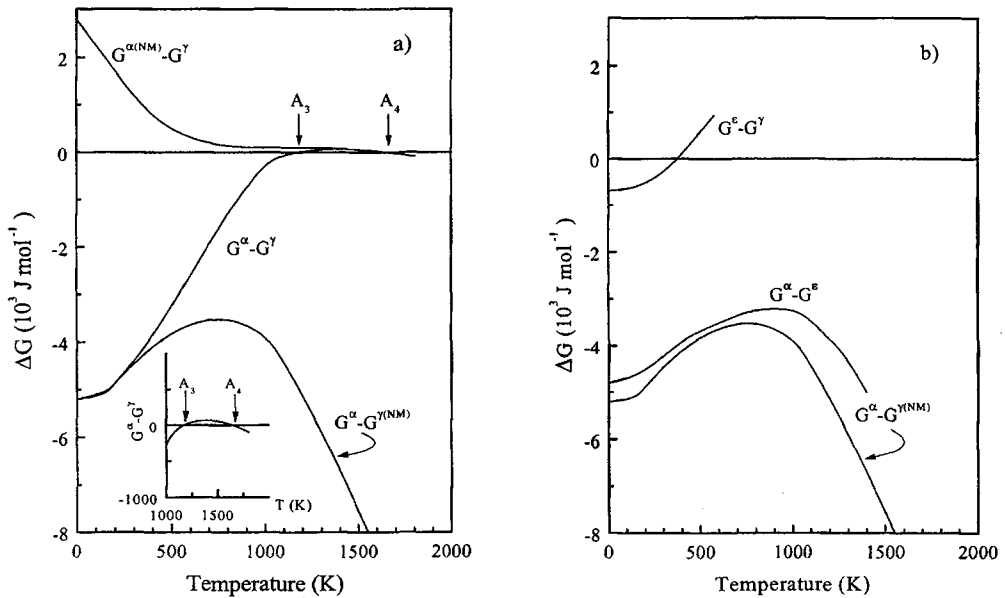 a)
G^α(NM)-G^γ
A₃
A₄
G^α-G^γ
G^α-G^γ(NM)
2
0
-2
-4
-6
-8
ΔG (10³ J mol⁻¹)
0
500
1000
1500
2000
Temperature (K)
A₃
A₄
G^α-G^γ
0
-1000
1000
1500
T (K)
b)
G^ε-G^γ
G^α-G^ε
G^α-G^γ(NM)
2
0
-2
-4
-6
-8
ΔG (10³ J mol⁻¹)
0
500
1000
1500
2000
Temperature (K)